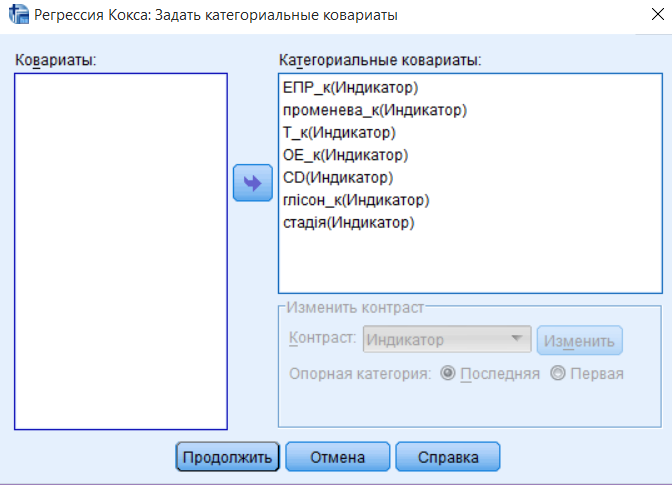 Регрессия Кокса: Задать категориальные ковариаты
Ковариаты:
Категориальные ковариаты:
ЕПР_к(Индикатор)
променева_к(Индикатор)
Т_к(Индикатор)
ОЕ_к(Индикатор)
CD(Индикатор)
глісон_к(Индикатор)
стадія(Индикатор)
Изменить контраст
Контраст: Индикатор Изменить
Опорная категория: Последняя Первая
Продолжить Отмена Справка